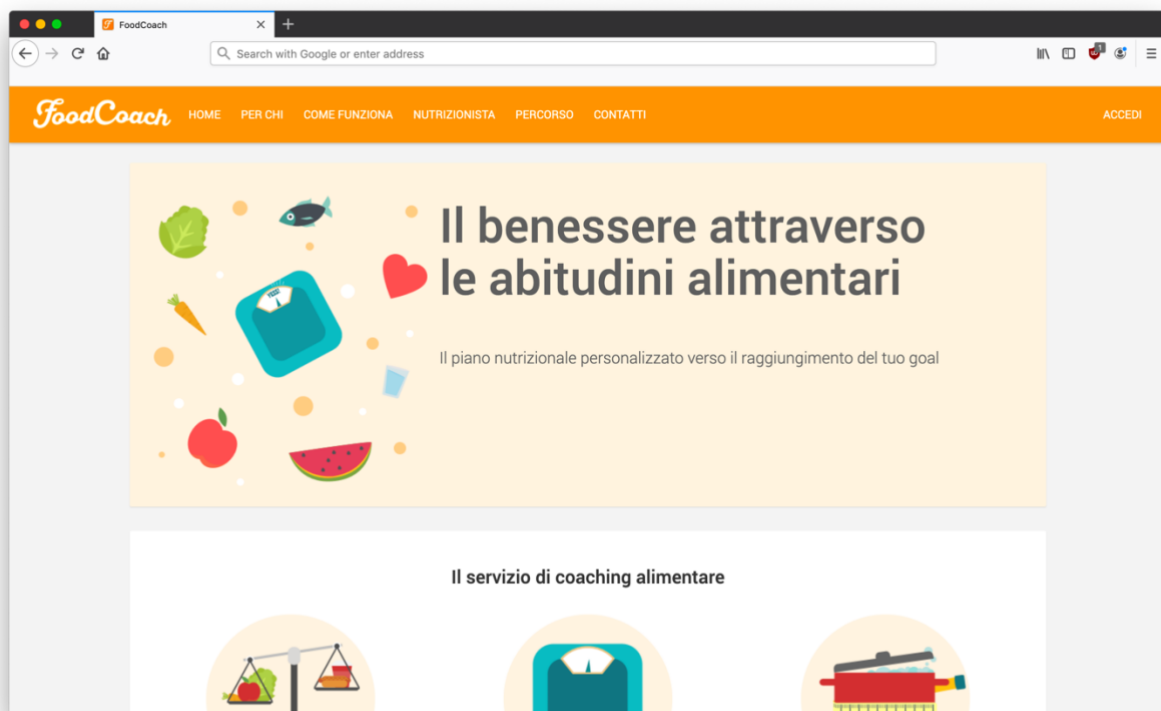 FoodCoach
Search with Google or enter address
1
FoodCoach
HOME
PER CHI
COME FUNZIONA
NUTRIZIONISTA
PERCORSO
CONTATTI
ACCEDI
Il benessere attraverso
le abitudini alimentari
Il piano nutrizionale personalizzato verso il raggiungimento del tuo goal
Il servizio di coaching alimentare